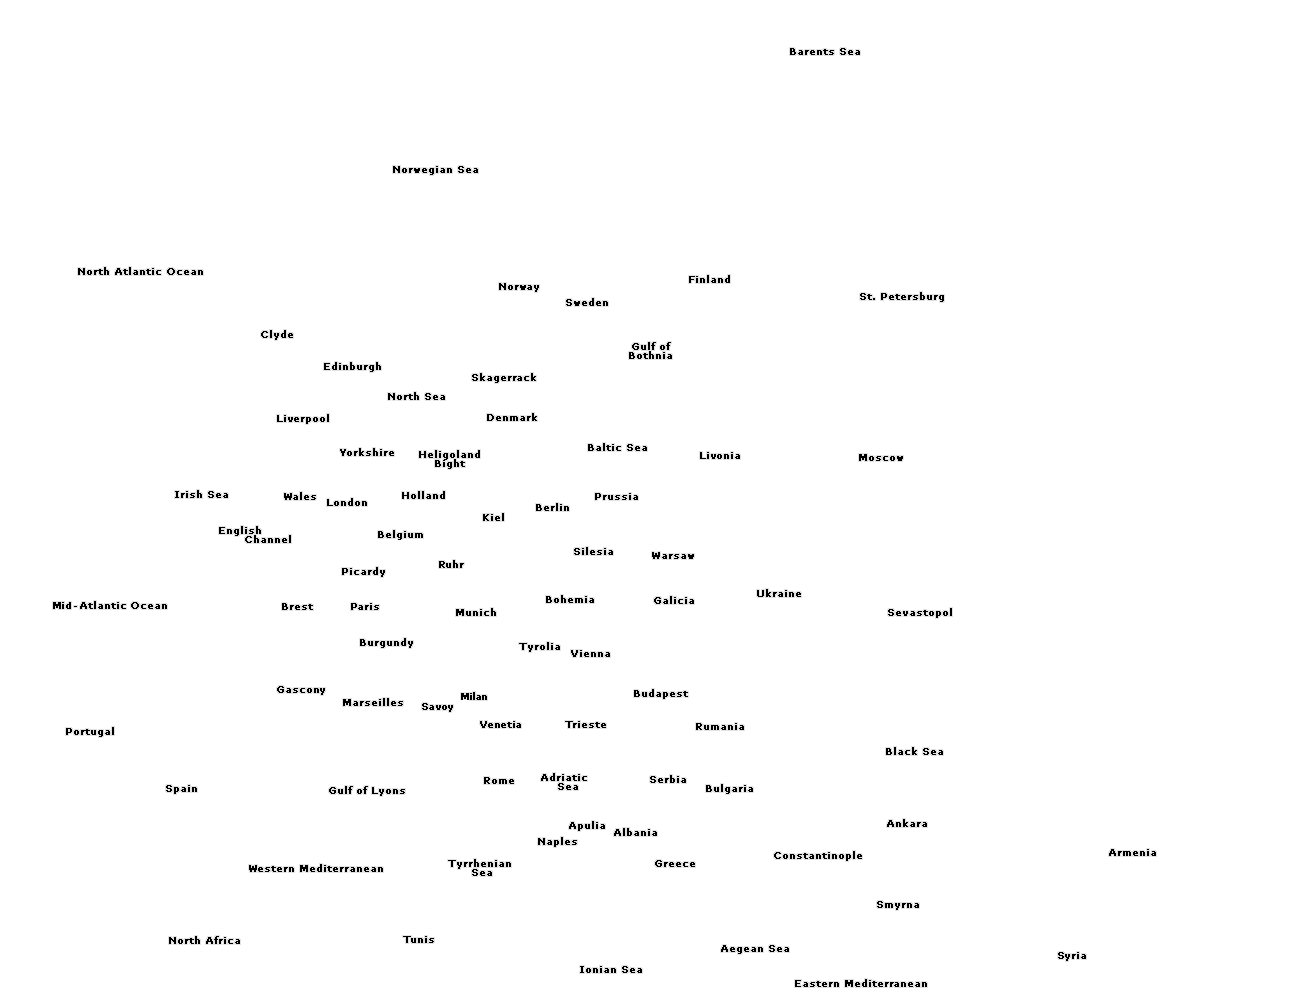 Barents Sea
Norwegian Sea
North Atlantic Ocean
Norway
Finland
Sweden
St. Petersburg
Clyde
Gulf of
Bothnia
Edinburgh
Skagerrack
North Sea
Liverpool
Denmark
Yorkshire
Heligoland
Bight
Baltic Sea
Livonia
Moscow
Irish Sea
Wales
London
Holland
Prussia
Berlin
Kiel
English
Channel
Belgium
Silesia
Warsaw
Ruhr
Picardy
Ukraine
Bohemia
Galicia
Mid-Atlantic Ocean
Brest
Paris
Munich
Sevastopol
Burgundy
Tyrolia
Vienna
Gascony
Marseilles
Savoy
Milan
Budapest
Venetia
Trieste
Rumania
Portugal
Black Sea
Spain
Gulf of Lyons
Rome
Adriatic
Sea
Serbia
Bulgaria
Apulia
Albania
Ankara
Naples
Constantinople
Armenia
Western Mediterranean
Tyrrhenian
Sea
Greece
Smyrna
North Africa
Tunis
Aegean Sea
Syria
Ionian Sea
Eastern Mediterranean